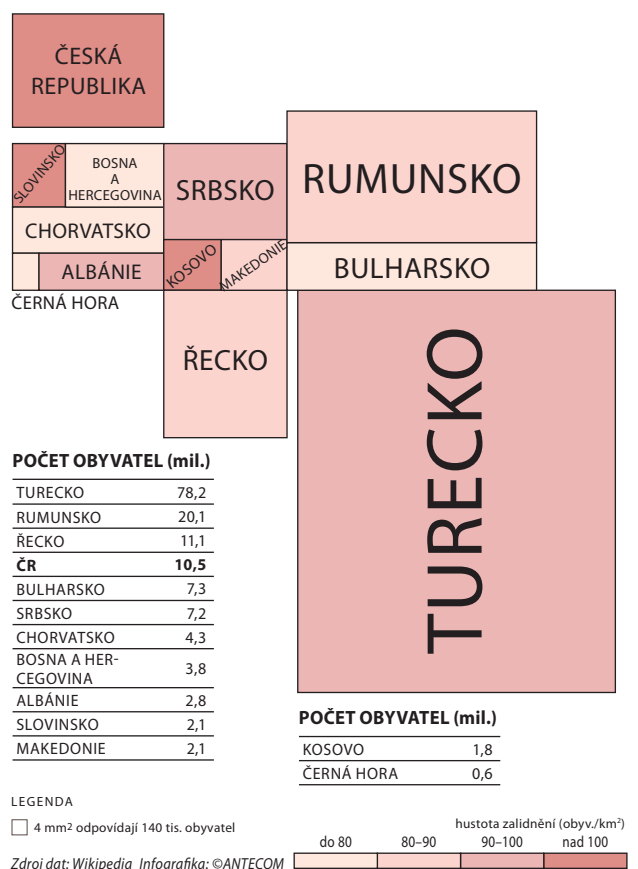 ČESKÁ
REPUBLIKA
SLOVINSKO
BOSNA
A
HERCEGOVINA
SRBSKO
RUMUNSKO
CHORVATSKO
ALBÁNIE
KOSOVO
MAKEDONIE
BULHARSKO
ČERNÁ HORA
ŘECKO
TURECKO
POČET OBYVATEL (mil.)
TURECKO 78,2
RUMUNSKO 20,1
ŘECKO 11,1
ČR 10,5
BULHARSKO 7,3
SRBSKO 7,2
CHORVATSKO 4,3
BOSNA A HER-
CEGOVINA 3,8
ALBÁNIE 2,8
SLOVINSKO 2,1
MAKEDONIE 2,1
POČET OBYVATEL (mil.)
KOSOVO 1,8
ČERNÁ HORA 0,6
LEGENDA
4 mm2 odpovídají 140 tis. obyvatel
hustota zalidnění (obyv./km²)
do 80 80–90 90–100 nad 100
Zdroj dat: Wikipedia Infografika: ©ANTECOM